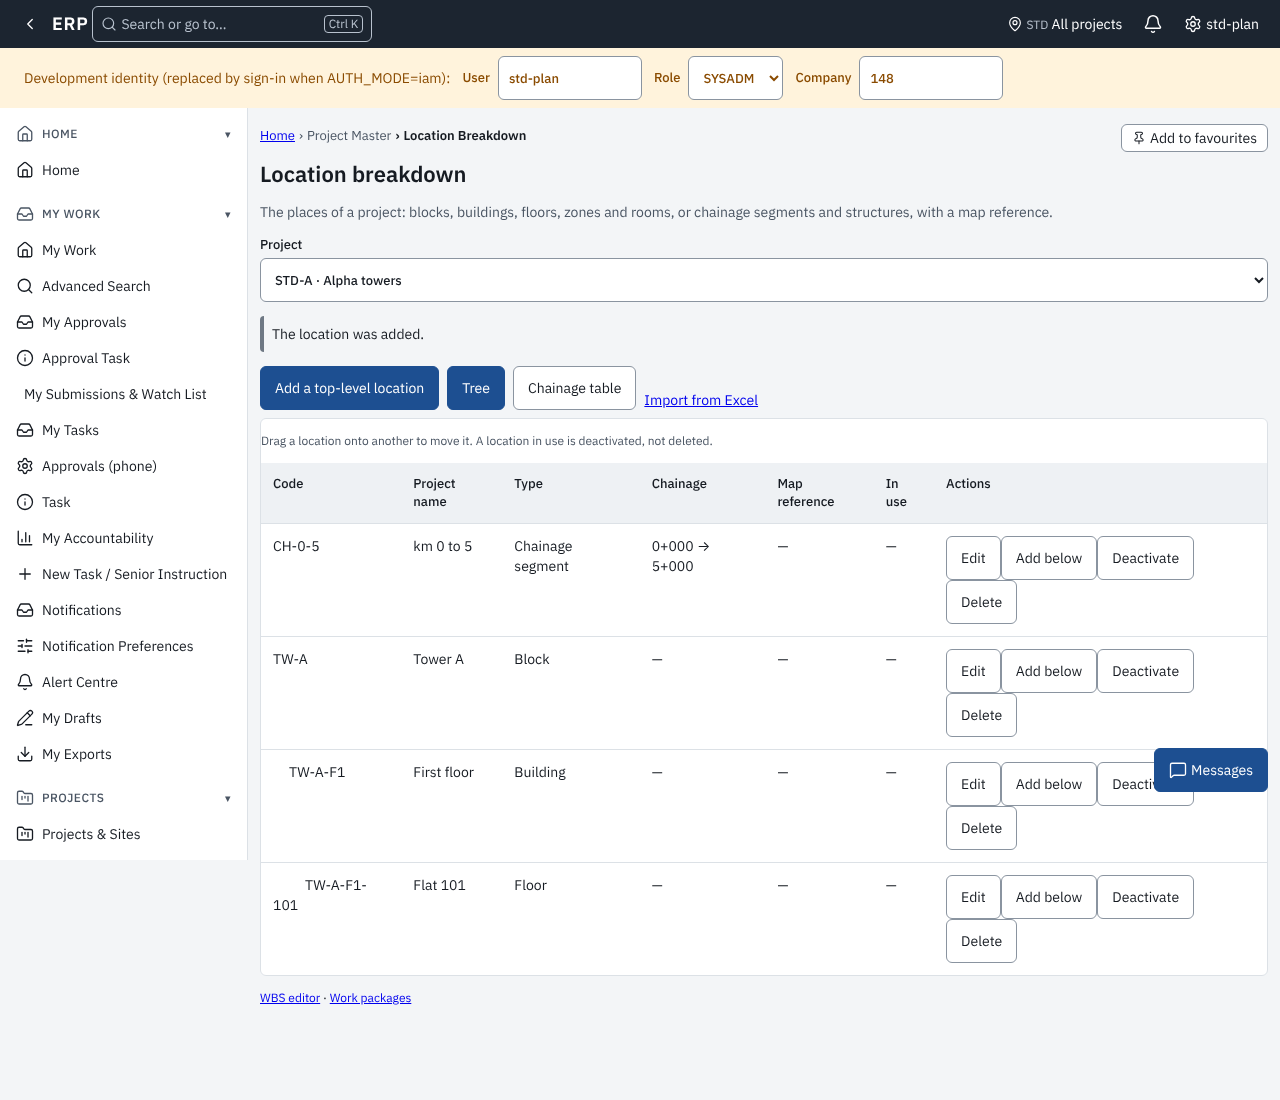 ERP
Search or go to...
Ctrl K
STD All projects
std-plan
Development identity (replaced by sign-in when AUTH_MODE=iam):
User
std-plan
Role
SYSADM
Company
148
HOME
Home
MY WORK
My Work
Advanced Search
My Approvals
Approval Task
My Submissions & Watch List
My Tasks
Approvals (phone)
Task
My Accountability
New Task / Senior Instruction
Notifications
Notification Preferences
Alert Centre
My Drafts
My Exports
PROJECTS
Projects & Sites
Home › Project Master › Location Breakdown
Add to favourites
Location breakdown
The places of a project: blocks, buildings, floors, zones and rooms, or chainage segments and structures, with a map reference.
Project
STD-A · Alpha towers
The location was added.
Add a top-level location
Tree
Chainage table
Import from Excel
Drag a location onto another to move it. A location in use is deactivated, not deleted.
Code
Project name
Type
Chainage
Map reference
In use
Actions
CH-0-5
km 0 to 5
Chainage segment
0+000 → 5+000
—
—
Edit
Add below
Deactivate
Delete
TW-A
Tower A
Block
—
—
—
Edit
Add below
Deactivate
Delete
TW-A-F1
First floor
Building
—
—
—
Edit
Add below
Deacti
Delete
Messages
TW-A-F1-101
Flat 101
Floor
—
—
—
Edit
Add below
Deactivate
Delete
WBS editor · Work packages